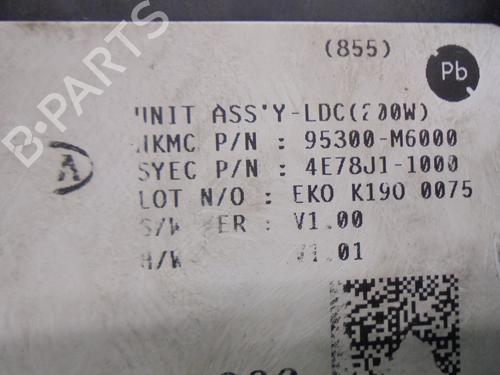 (855)
Pb
UNIT ASS'Y-LDC(200W)
HKMC P/N : 95300-M6000
A
SYEC P/N : 4E78J1-1000
LOT N/O : EKO K190 0075
S/W VER : V1.00
H/W V1.01
B-PARTS